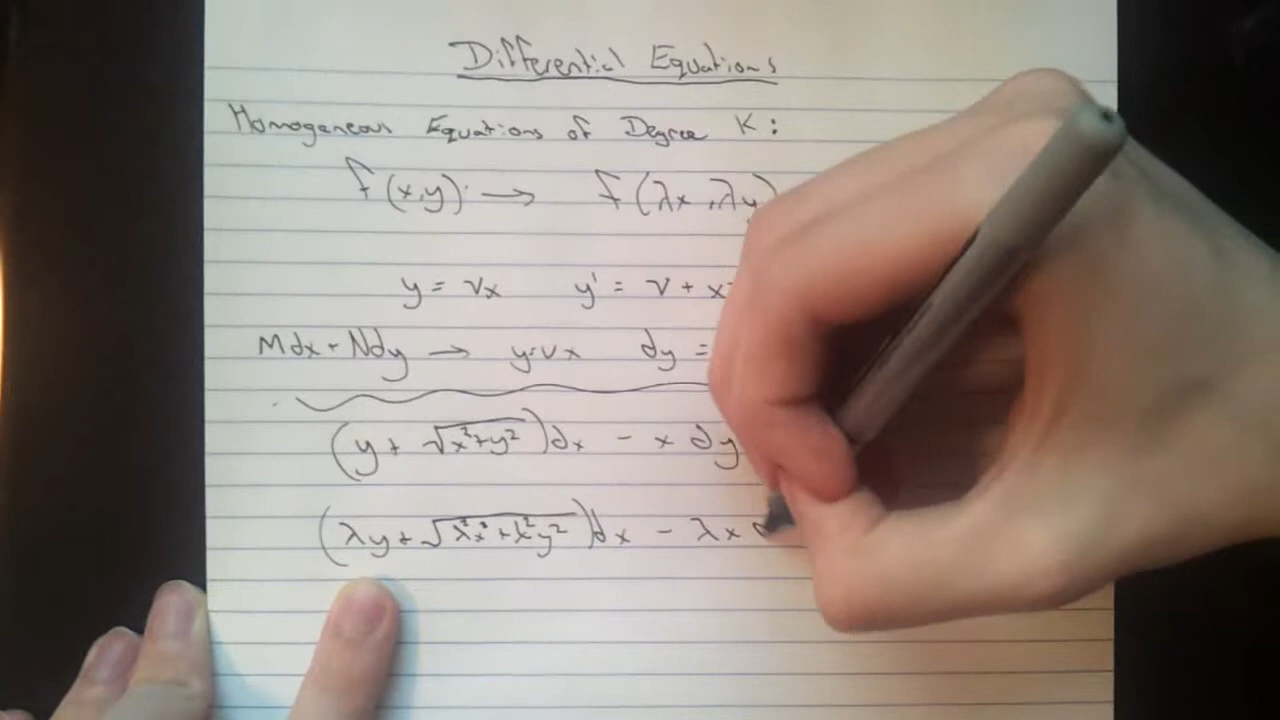 Differential Equations
Homogeneous Equations of Degree K:
f(x,y) → f(λx,λy)
y = vx y' = v + x
Mdx + Ndy → y=vx dy =
(y + √x²+y²)dx - x dy
(λy + √λ²x²+λ²y²)dx - λx